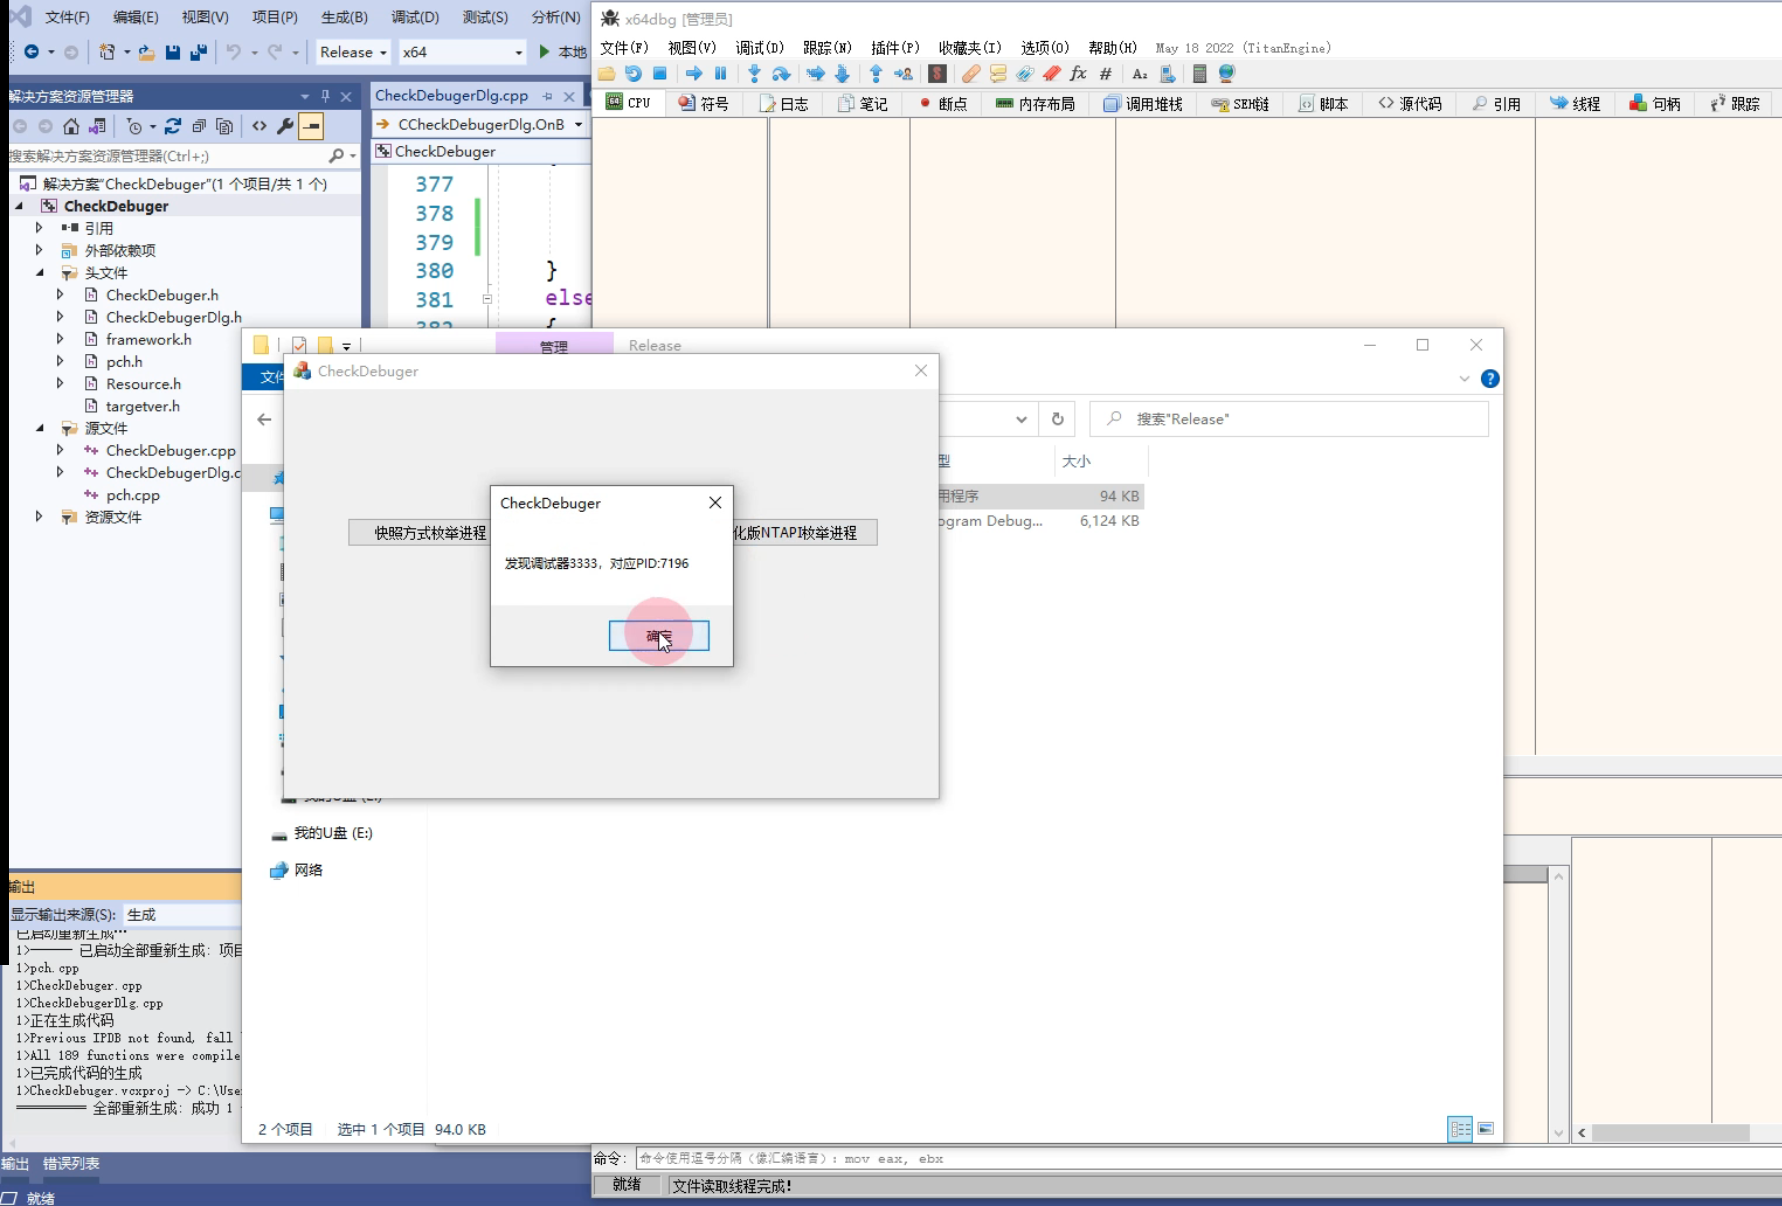 文件(F) 编辑(E) 视图(V) 项目(P) 生成(B) 调试(D) 测试(S) 分析(N)
Release x64 本地
解决方案资源管理器
搜索解决方案资源管理器(Ctrl+;)
解决方案"CheckDebuger"(1 个项目/共 1 个)
CheckDebuger
引用
外部依赖项
头文件
CheckDebuger.h
CheckDebugerDlg.h
framework.h
pch.h
Resource.h
targetver.h
源文件
CheckDebuger.cpp
CheckDebugerDlg.c
pch.cpp
资源文件
CheckDebugerDlg.cpp
CCheckDebugerDlg.OnB
CheckDebuger
377
378
379
380 }
381 else
382 {
x64dbg [管理员]
文件(F) 视图(V) 调试(D) 跟踪(N) 插件(P) 收藏夹(I) 选项(O) 帮助(H) May 18 2022 (TitanEngine)
CPU 符号 日志 笔记 断点 内存布局 调用堆栈 SEH链 脚本 源代码 引用 线程 句柄 跟踪
管理 Release
文件
搜索"Release"
型 大小
用程序 94 KB
ogram Debug... 6,124 KB
CheckDebuger
快照方式枚举进程
化版NTAPI枚举进程
CheckDebuger
发现调试器3333，对应PID:7196
确定
我的U盘 (E:)
我的U盘 (E:)
网络
2 个项目 选中 1 个项目 94.0 KB
输出
显示输出来源(S): 生成
已启动重新生成…
1>—— 已启动全部重新生成: 项目
1>pch.cpp
1>CheckDebuger.cpp
1>CheckDebugerDlg.cpp
1>正在生成代码
1>Previous IPDB not found, fall
1>All 189 functions were compile
1>已完成代码的生成
1>CheckDebuger.vcxproj -> C:\Use
======== 全部重新生成: 成功 1
输出 错误列表
就绪
命令: 命令使用逗号分隔（像汇编语言）: mov eax, ebx
就绪 文件读取线程完成!